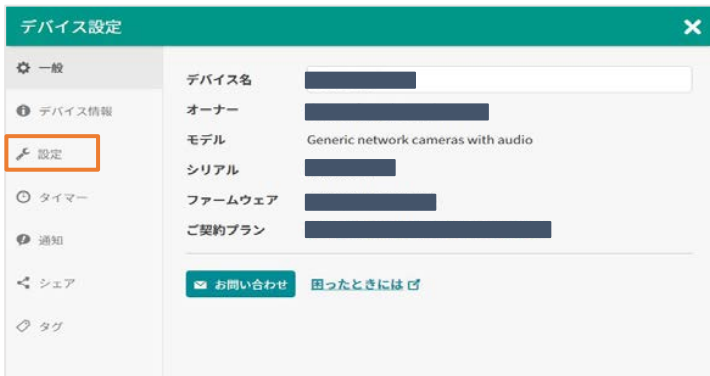 デバイス設定
一般
デバイス情報
設定
タイマー
通知
シェア
タグ
デバイス名
オーナー
モデル Generic network cameras with audio
シリアル
ファームウェア
ご契約プラン
お問い合わせ 困ったときには